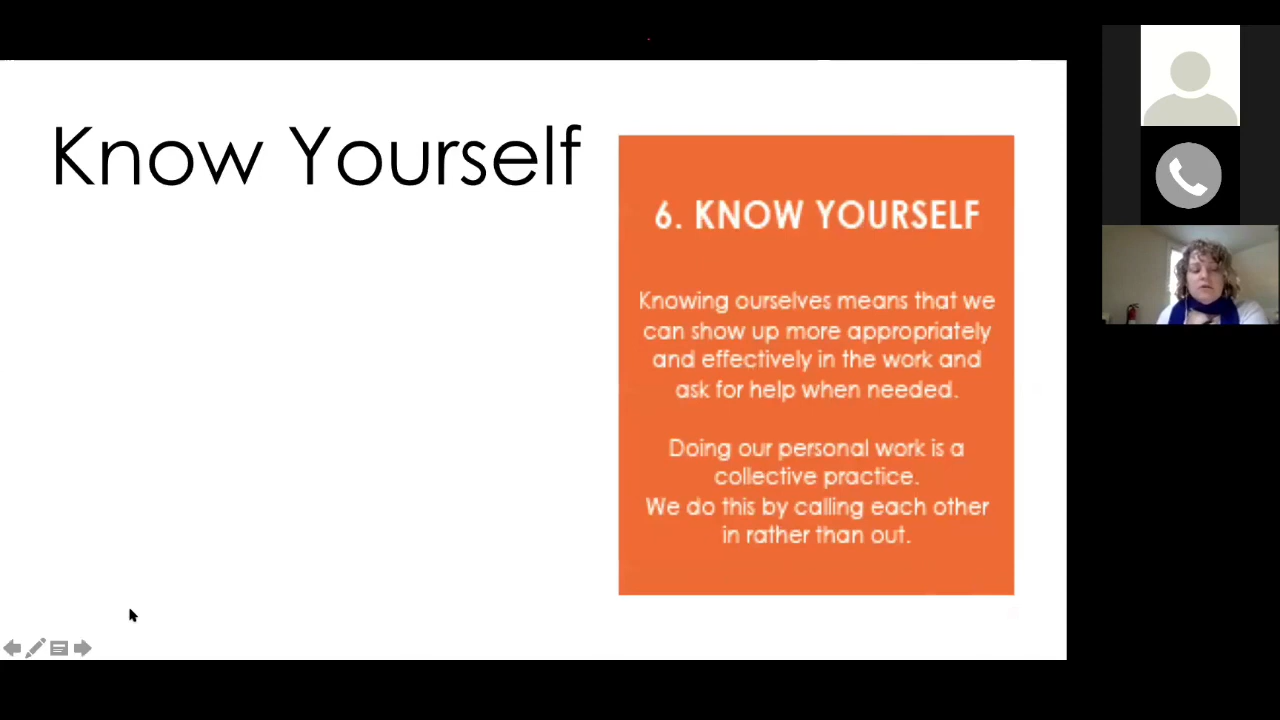 Know Yourself
6. KNOW YOURSELF
Knowing ourselves means that we
can show up more appropriately
and effectively in the work and
ask for help when needed.
Doing our personal work is a
collective practice.
We do this by calling each other
in rather than out.